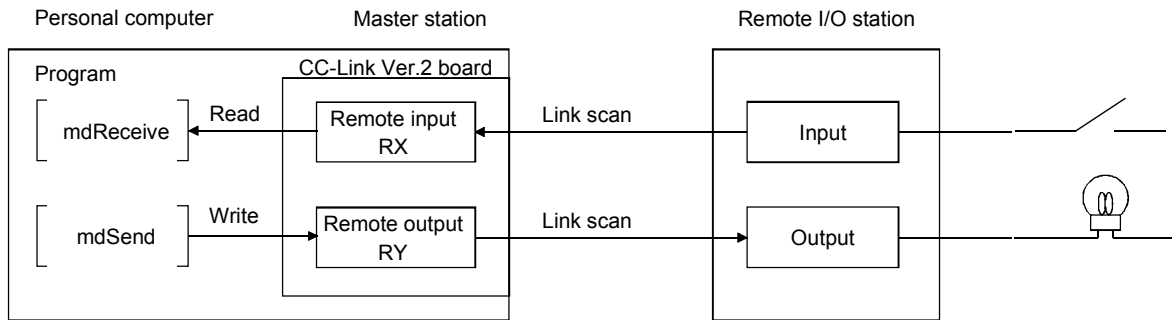 Personal computer
Master station
Remote I/O station
Program
CC-Link Ver.2 board
mdReceive
Read
Remote input
RX
Link scan
Input
mdSend
Write
Remote output
RY
Link scan
Output